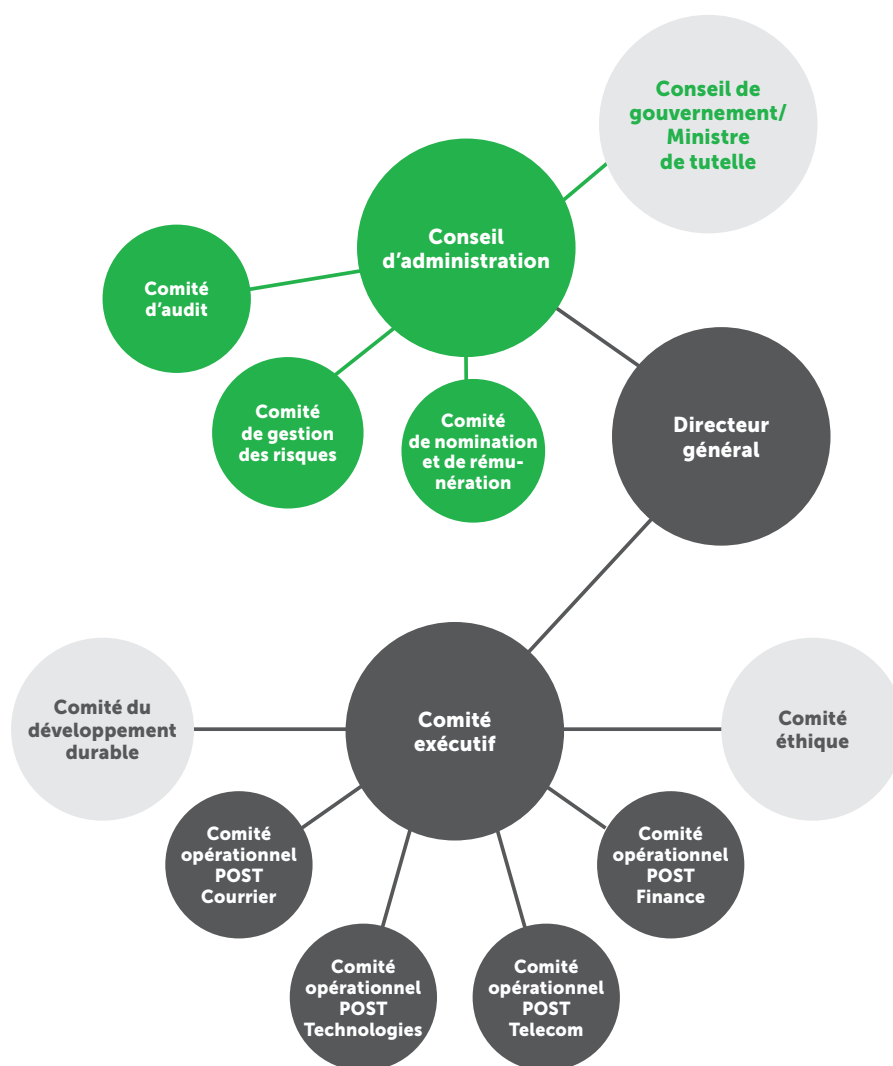 Conseil de
gouvernement/
Ministre
de tutelle
Conseil
d’administration
Comité
d’audit
Comité
de gestion
des risques
Comité
de nomination
et de rému-
nération
Directeur
général
Comité du
développement
durable
Comité
exécutif
Comité
éthique
Comité
opérationnel
POST
Courrier
Comité
opérationnel
POST
Finance
Comité
opérationnel
POST
Technologies
Comité
opérationnel
POST
Telecom